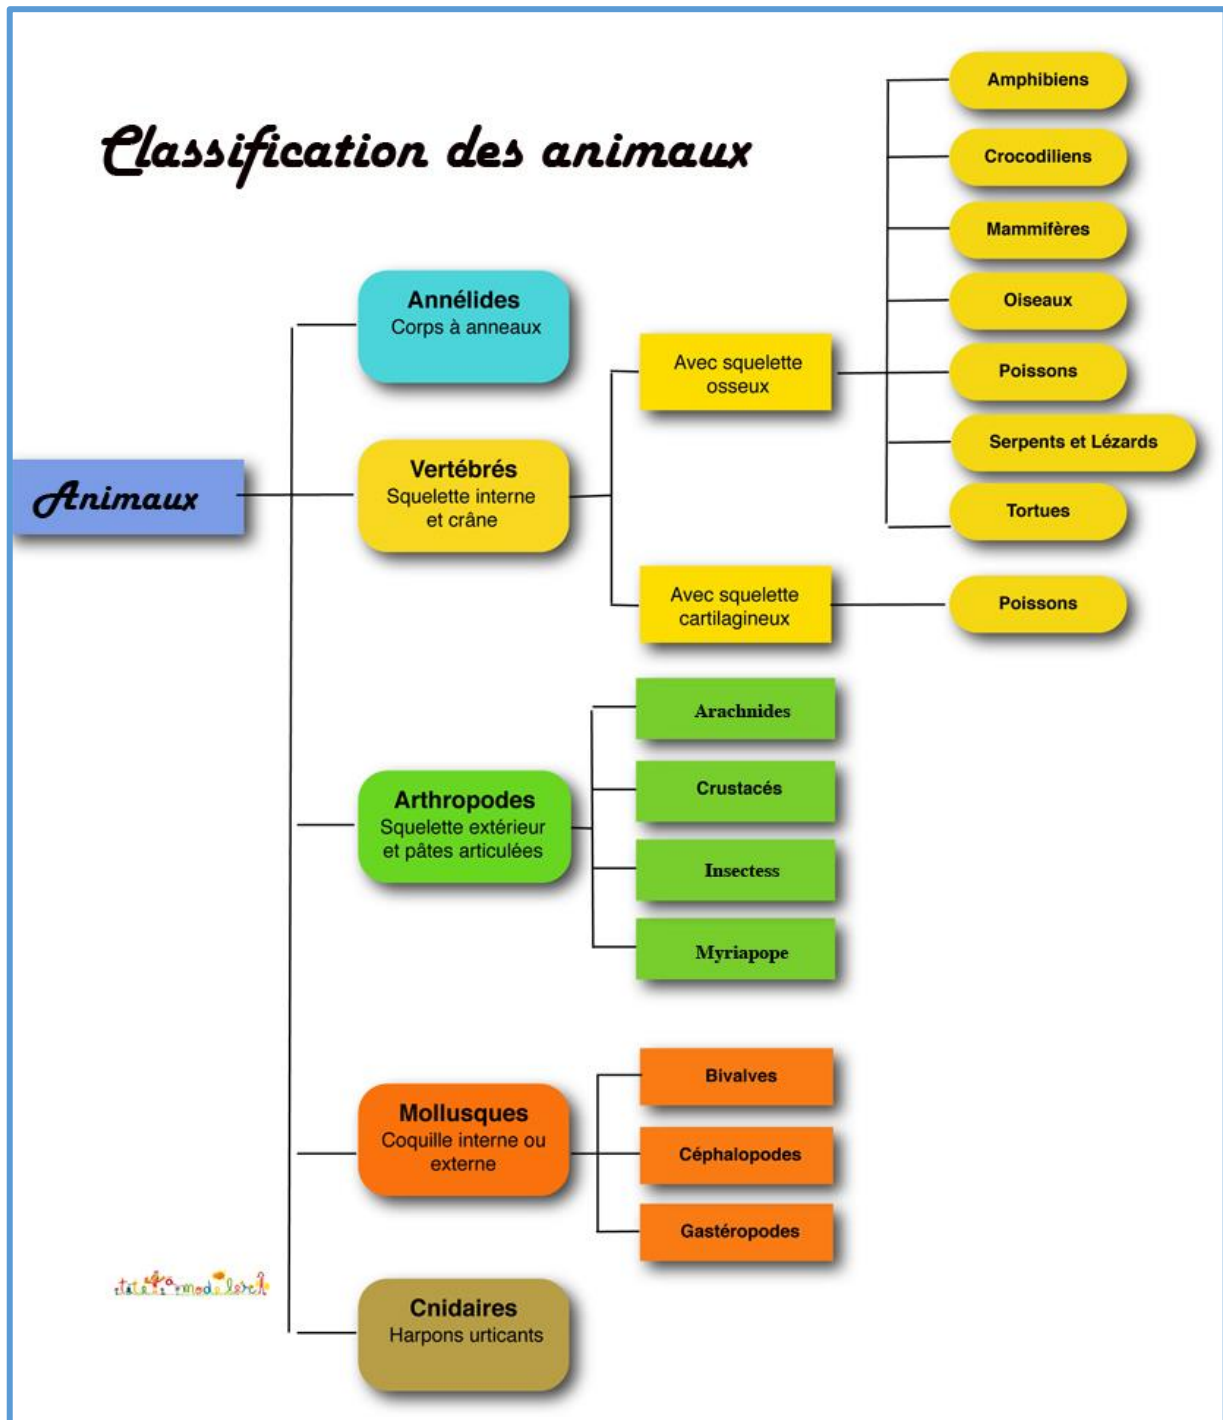 Classification des animaux
Animaux
Annélides
Corps à anneaux
Vertébrés
Squelette interne
et crâne
Avec squelette
osseux
Amphibiens
Crocodiliens
Mammifères
Oiseaux
Poissons
Serpents et Lézards
Tortues
Avec squelette
cartilagineux
Poissons
Arthropodes
Squelette extérieur
et pâtes articulées
Arachnides
Crustacés
Insectess
Myriapope
Mollusques
Coquille interne ou
externe
Bivalves
Céphalopodes
Gastéropodes
Cnidaires
Harpons urticants